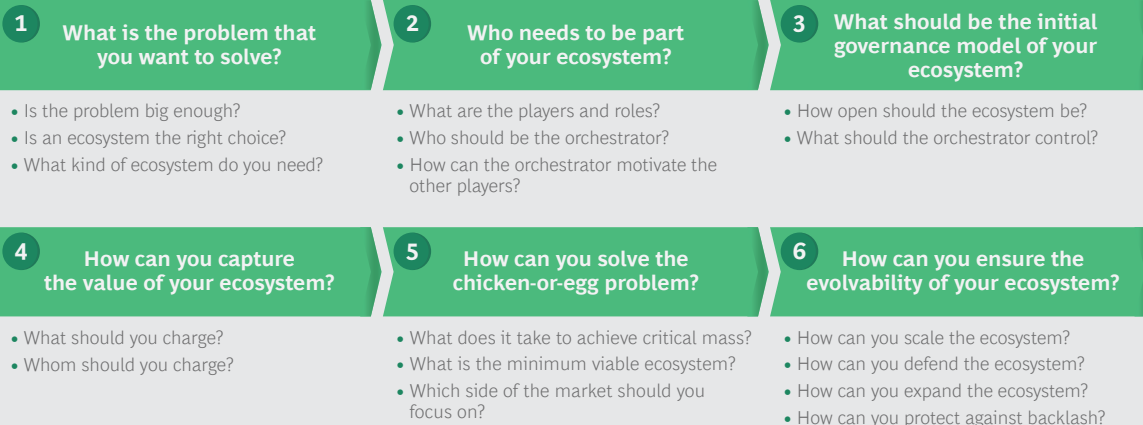 1
What is the problem that
you want to solve?
• Is the problem big enough?
• Is an ecosystem the right choice?
• What kind of ecosystem do you need?
2
Who needs to be part
of your ecosystem?
• What are the players and roles?
• Who should be the orchestrator?
• How can the orchestrator motivate the
other players?
3
What should be the initial
governance model of your
ecosystem?
• How open should the ecosystem be?
• What should the orchestrator control?
4
How can you capture
the value of your ecosystem?
• What should you charge?
• Whom should you charge?
5
How can you solve the
chicken-or-egg problem?
• What does it take to achieve critical mass?
• What is the minimum viable ecosystem?
• Which side of the market should you
focus on?
6
How can you ensure the
evolvability of your ecosystem?
• How can you scale the ecosystem?
• How can you defend the ecosystem?
• How can you expand the ecosystem?
• How can you protect against backlash?